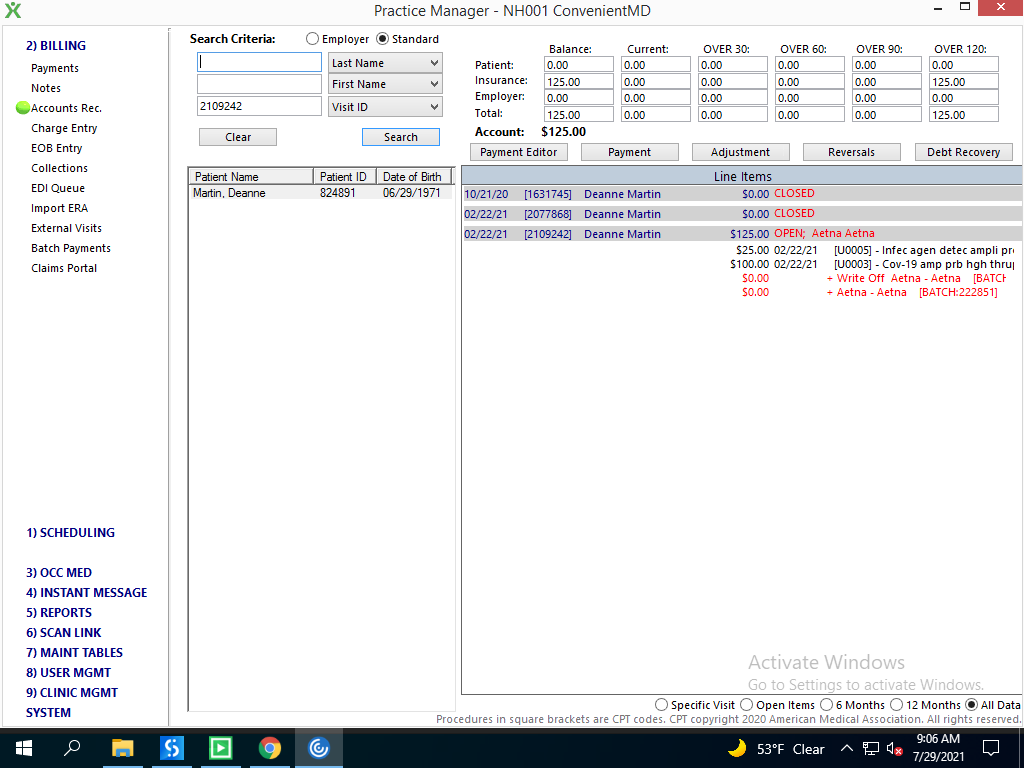 Practice Manager - NH001 ConvenientMD
2) BILLING
Payments
Notes
Accounts Rec.
Charge Entry
EOB Entry
Collections
EDI Queue
Import ERA
External Visits
Batch Payments
Claims Portal
1) SCHEDULING
3) OCC MED
4) INSTANT MESSAGE
5) REPORTS
6) SCAN LINK
7) MAINT TABLES
8) USER MGMT
9) CLINIC MGMT
SYSTEM
Search Criteria: Employer Standard
Last Name
First Name
2109242 Visit ID
Clear Search
Patient Name Patient ID Date of Birth
Martin, Deanne 824891 06/29/1971
Balance: Current: OVER 30: OVER 60: OVER 90: OVER 120:
Patient: 0.00 0.00 0.00 0.00 0.00 0.00
Insurance: 125.00 0.00 0.00 0.00 0.00 125.00
Employer: 0.00 0.00 0.00 0.00 0.00 0.00
Total: 125.00 0.00 0.00 0.00 0.00 125.00
Account: $125.00
Payment Editor Payment Adjustment Reversals Debt Recovery
Line Items
10/21/20 [1631745] Deanne Martin $0.00 CLOSED
02/22/21 [2077868] Deanne Martin $0.00 CLOSED
02/22/21 [2109242] Deanne Martin $125.00 OPEN; Aetna Aetna
$25.00 02/22/21 [U0005] - Infec agen detec ampli pr
$100.00 02/22/21 [U0003] - Cov-19 amp prb hgh thrup
$0.00 + Write Off Aetna - Aetna [BATCH
$0.00 + Aetna - Aetna [BATCH:222851]
Activate Windows
Go to Settings to activate Windows.
Specific Visit Open Items 6 Months 12 Months All Data
Procedures in square brackets are CPT codes. CPT copyright 2020 American Medical Association. All rights reserved.
53°F Clear
9:06 AM
7/29/2021